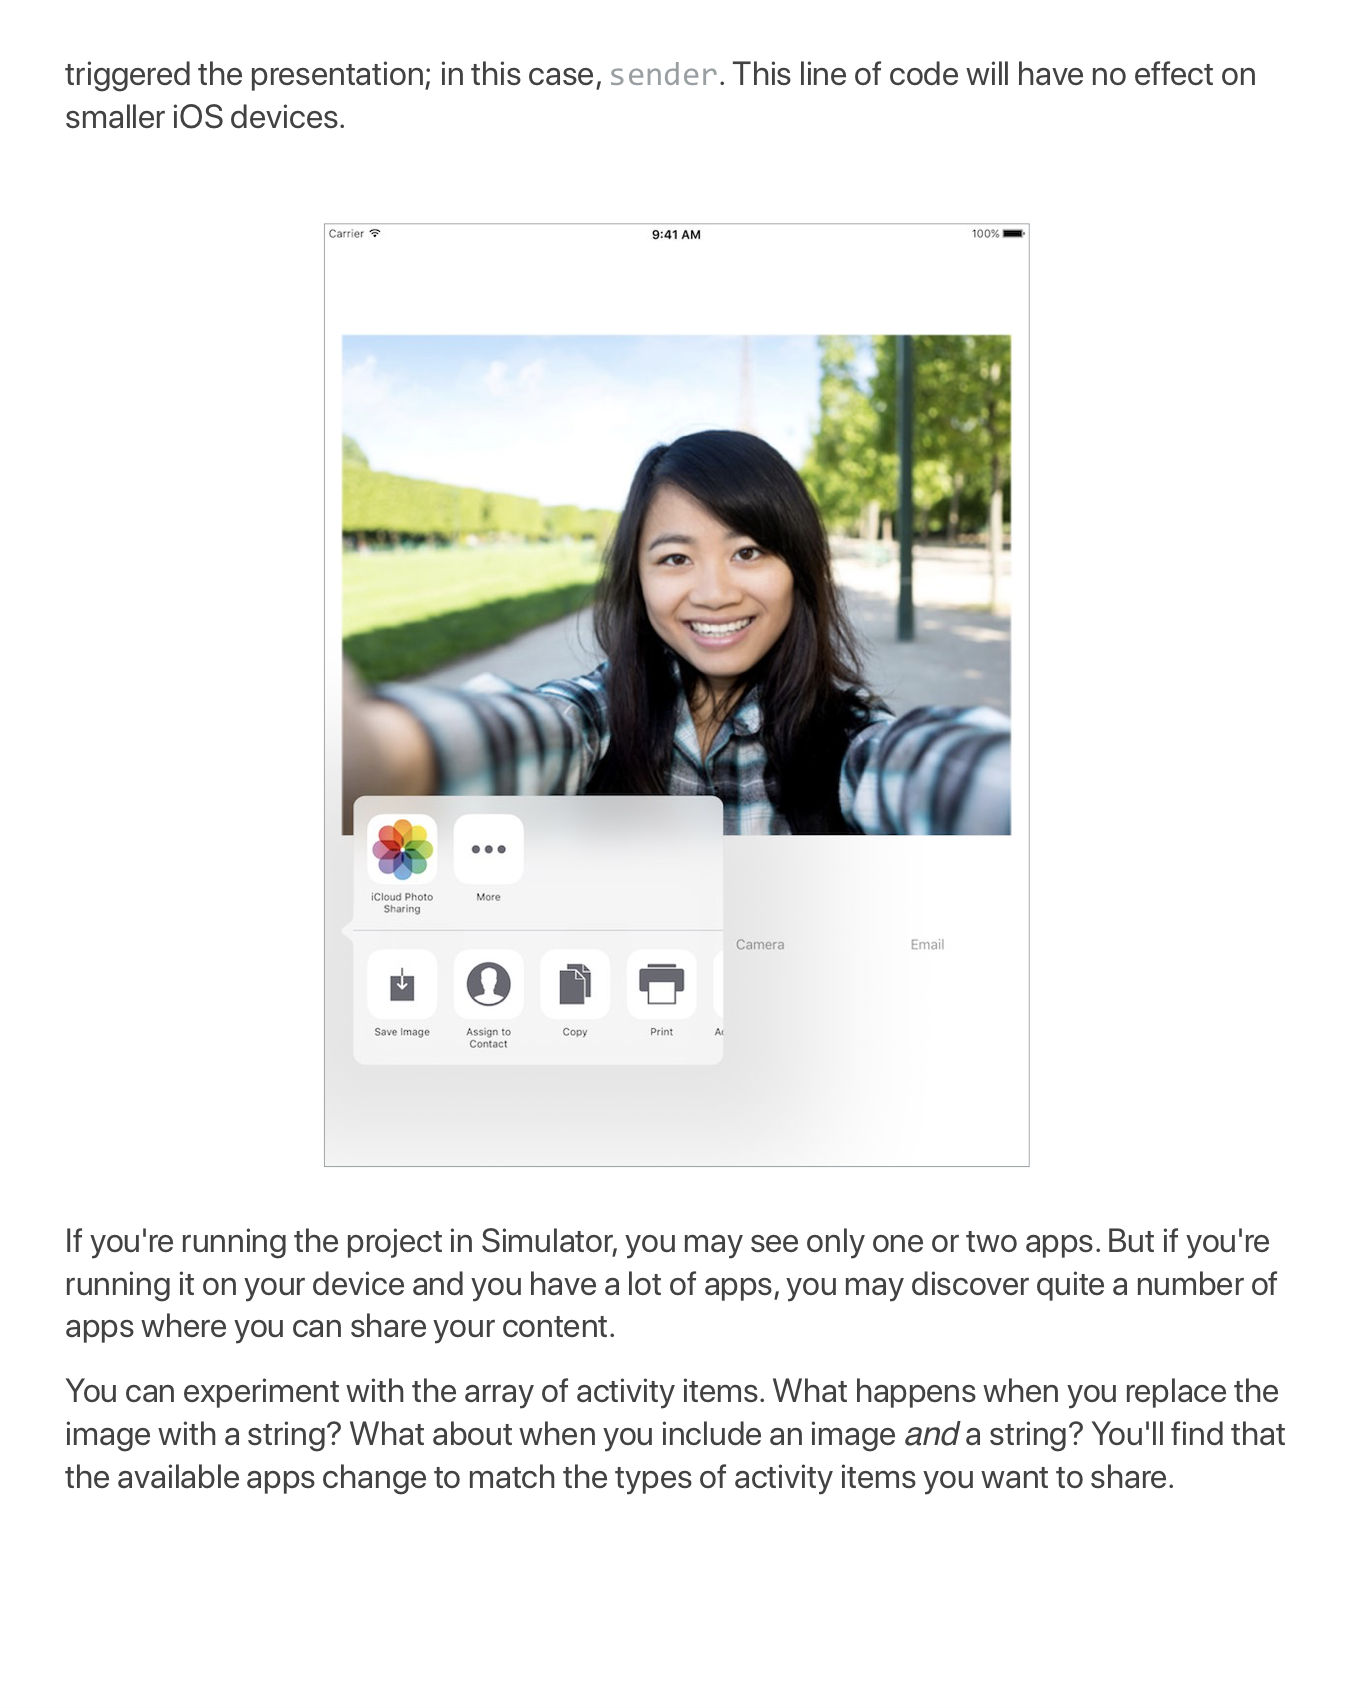 triggered the presentation; in this case, sender. This line of code will have no effect on
smaller iOS devices.
Carrier 9:41 AM 100%
iCloud Photo
Sharing
More
Camera Email
Save Image
Assign to
Contact
Copy
Print
If you're running the project in Simulator, you may see only one or two apps. But if you're
running it on your device and you have a lot of apps, you may discover quite a number of
apps where you can share your content.
You can experiment with the array of activity items. What happens when you replace the
image with a string? What about when you include an image and a string? You'll find that
the available apps change to match the types of activity items you want to share.